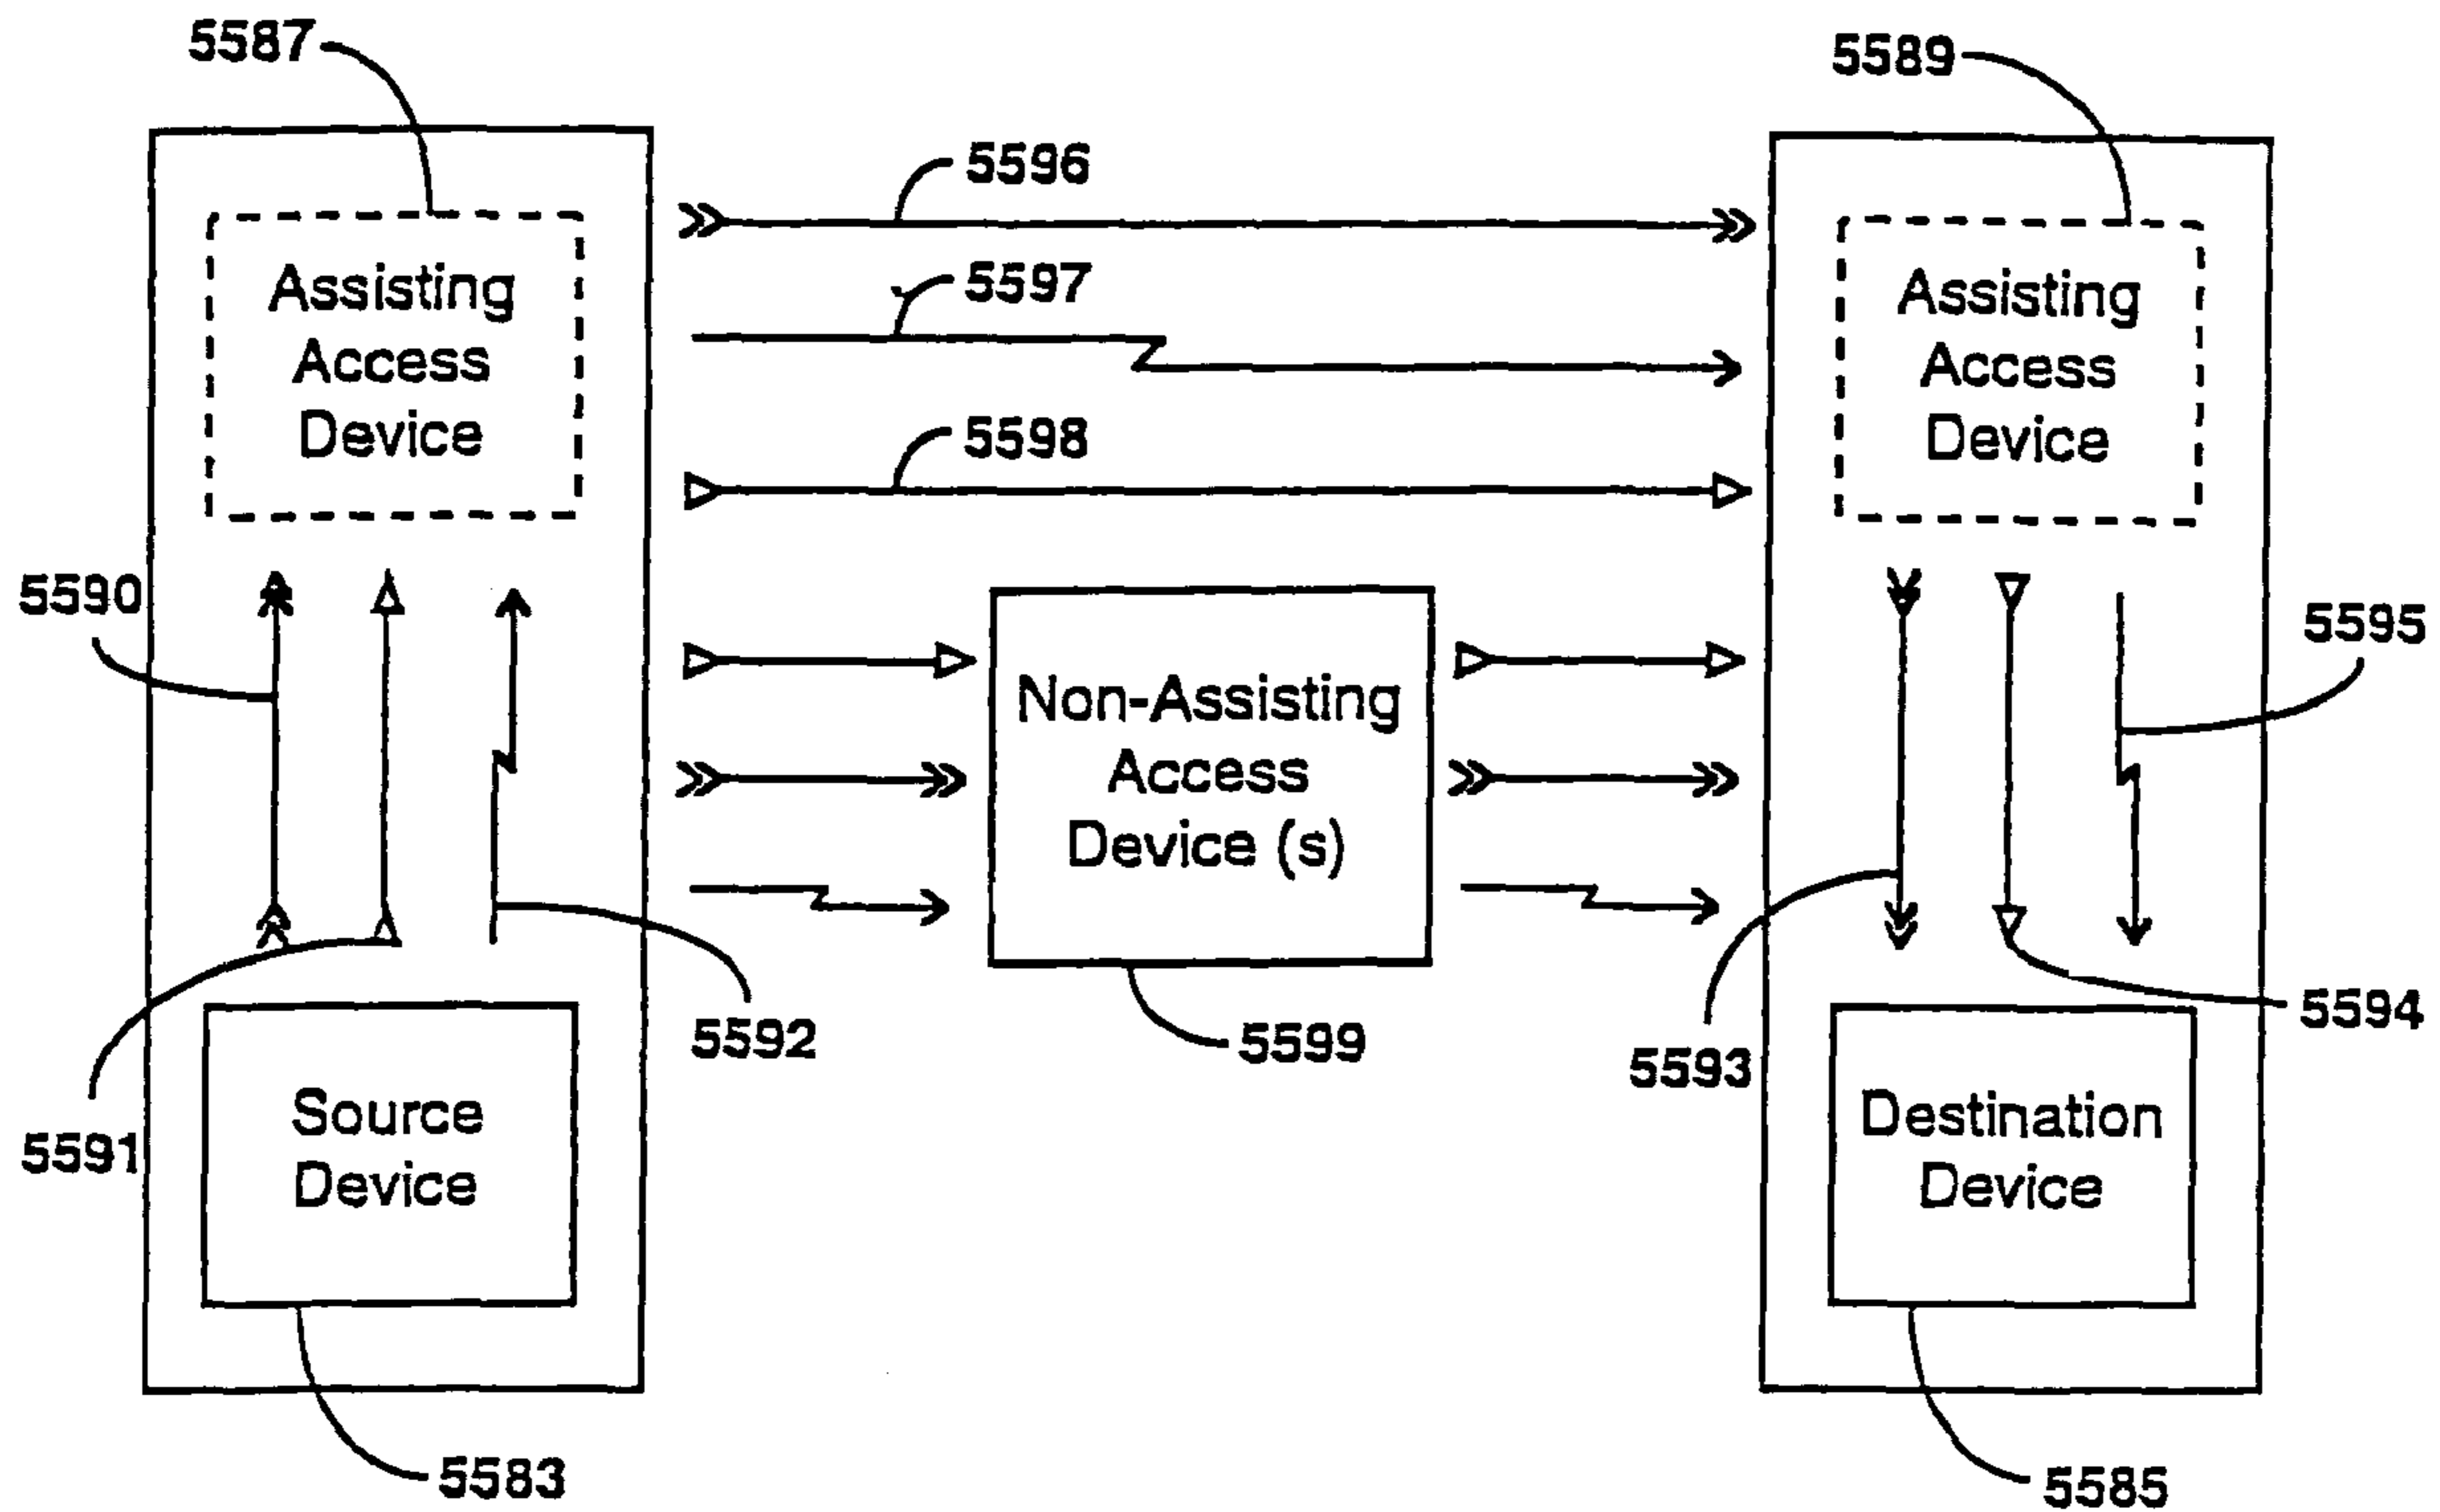 5587
5589
5596
Assisting
Access
Device
5597
Assisting
Access
Device
5598
5590
5595
Non-Assisting
Access
Device (s)
5592
5599
5593
5594
5591
Source
Device
Destination
Device
5583
5585